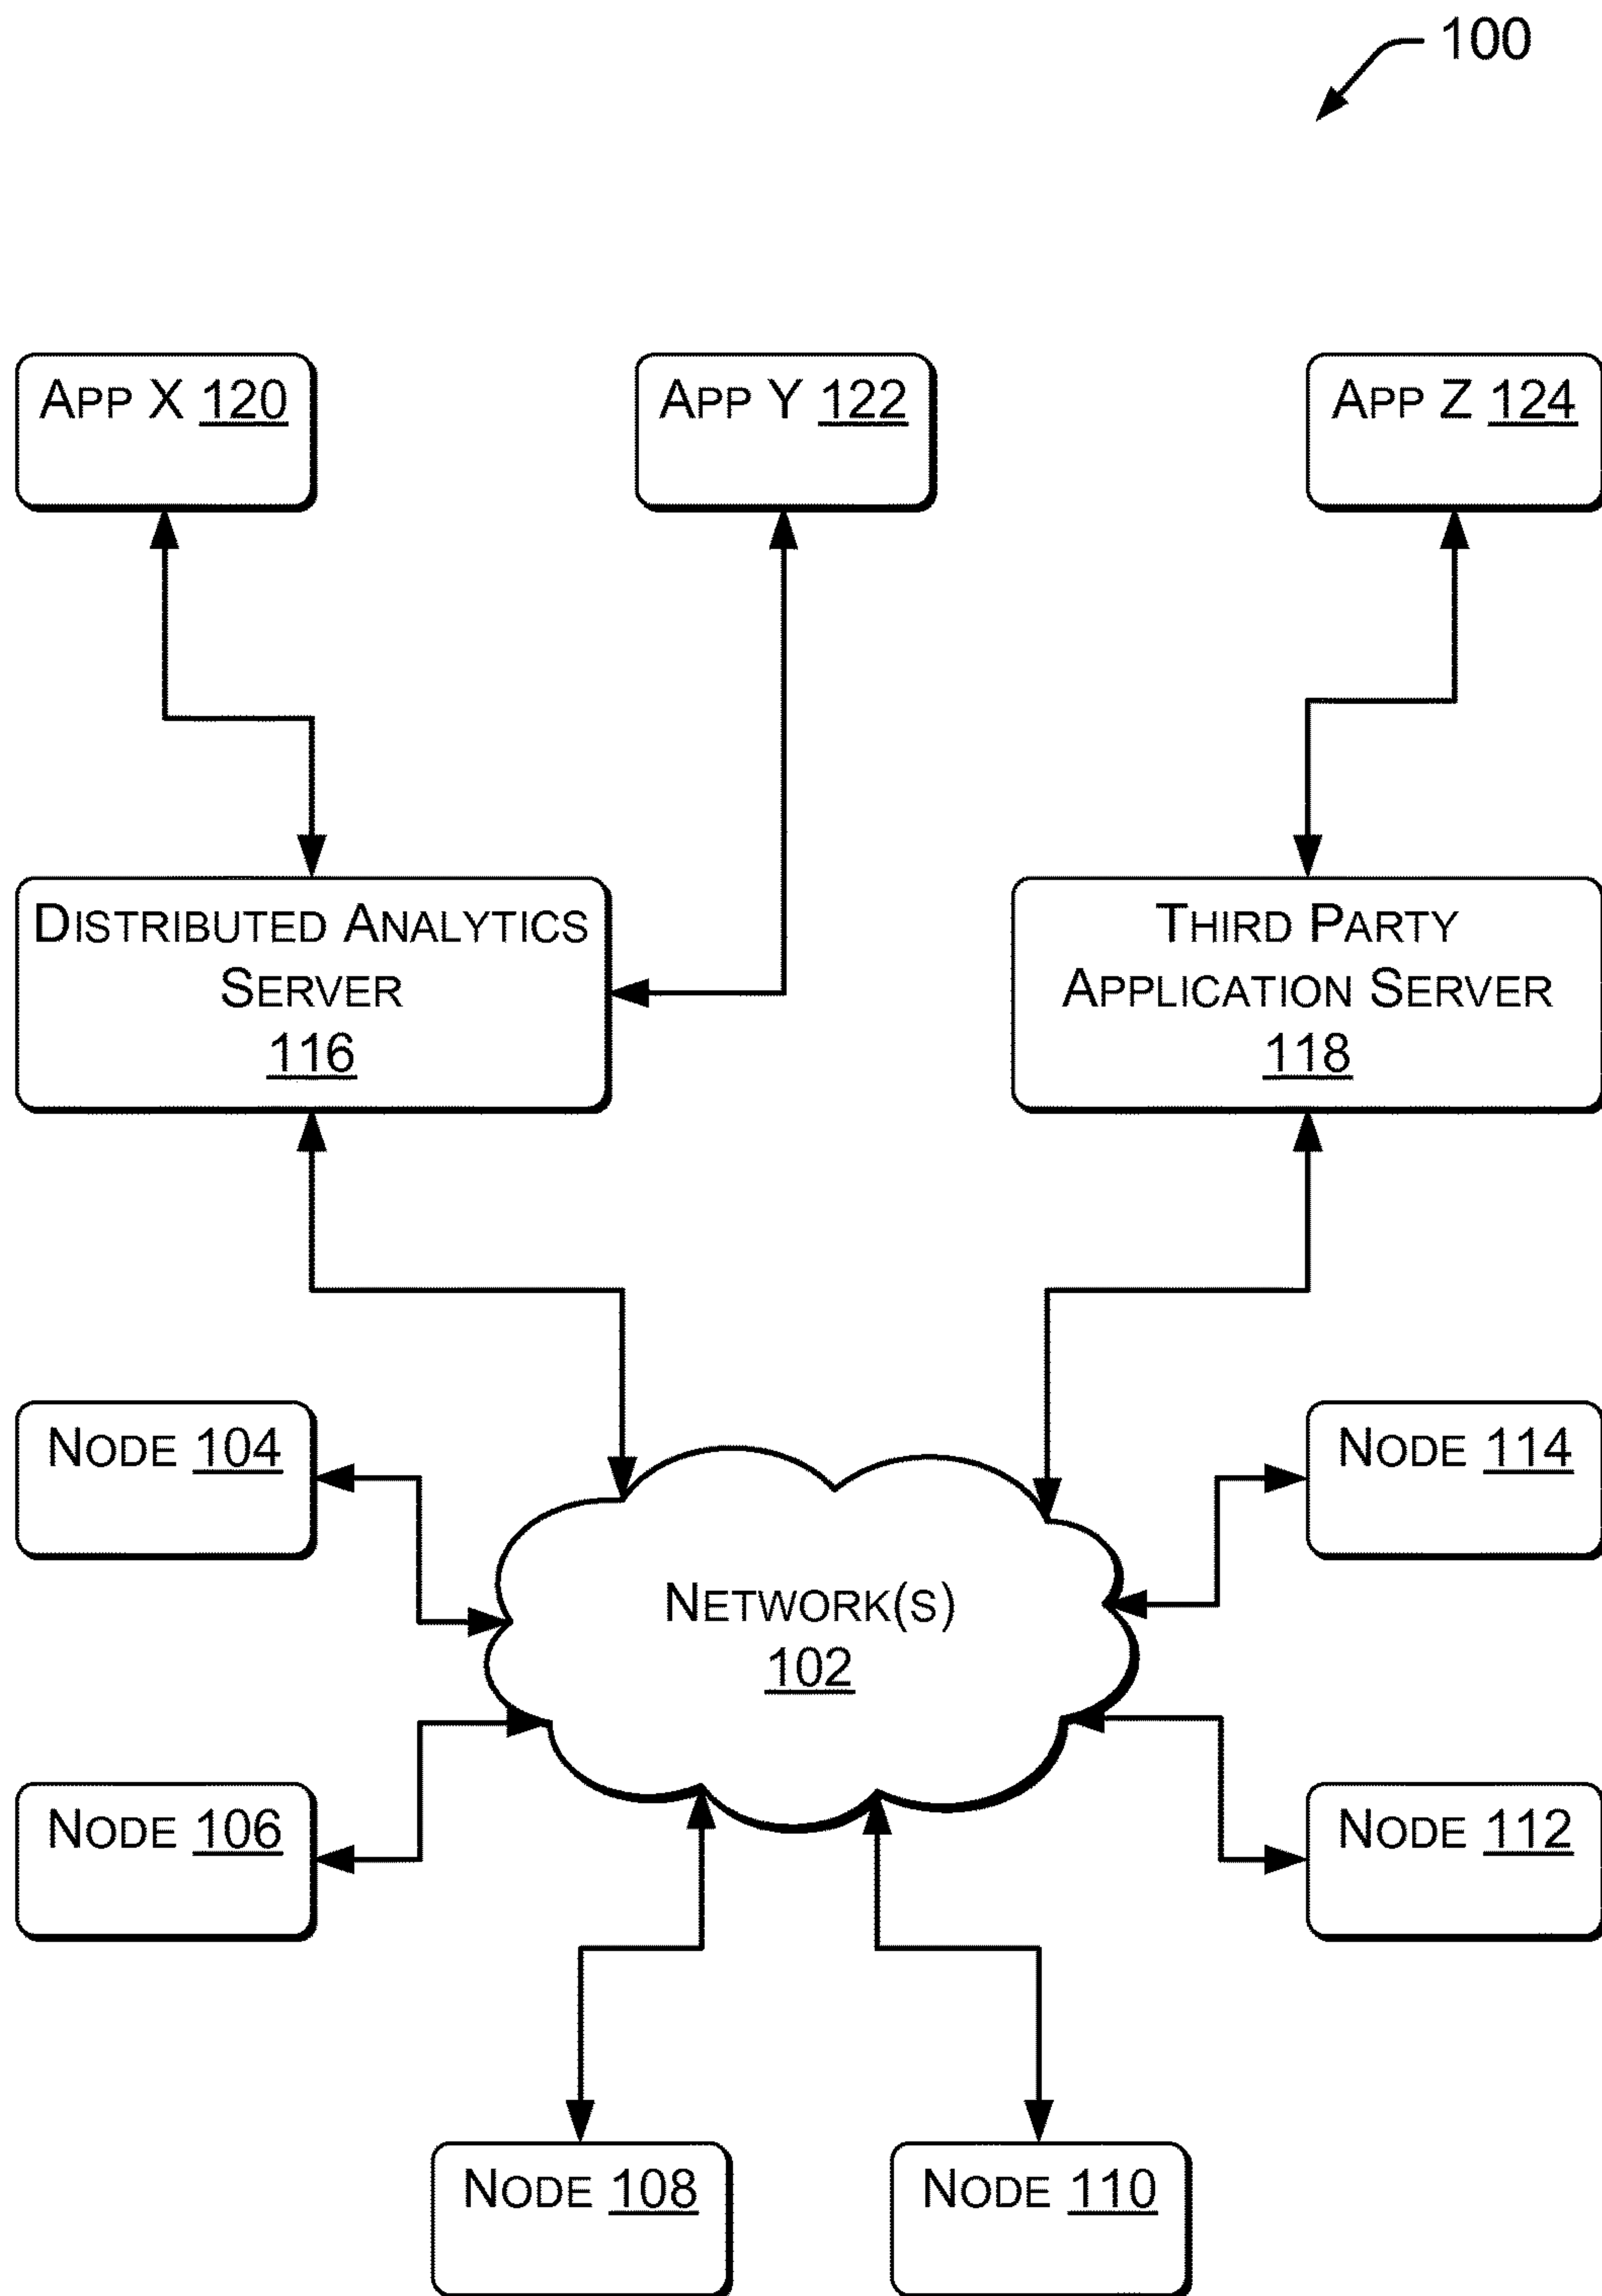 100
APP X 120
APP Y 122
APP Z 124
DISTRIBUTED ANALYTICS
SERVER
116
THIRD PARTY
APPLICATION SERVER
118
NODE 104
NODE 114
NETWORK(S)
102
NODE 106
NODE 112
NODE 108
NODE 110